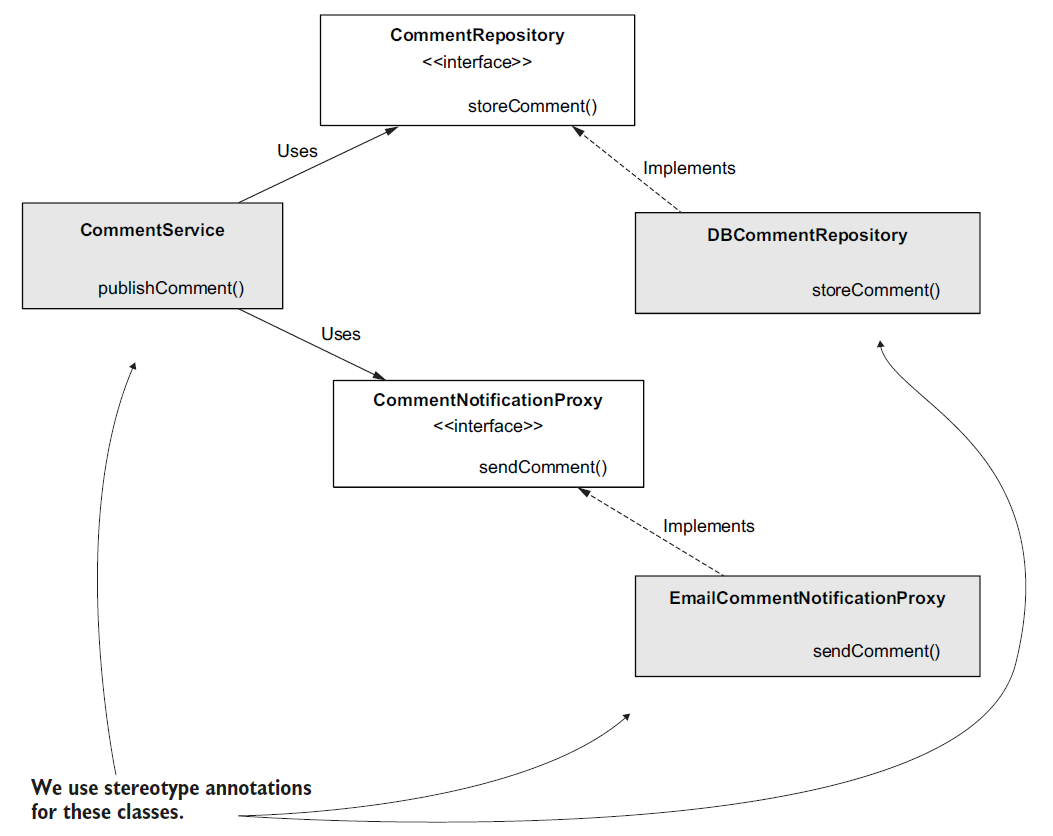 CommentRepository
<<interface>>
storeComment()
Uses
Implements
CommentService
publishComment()
DBCommentRepository
storeComment()
Uses
CommentNotificationProxy
<<interface>>
sendComment()
Implements
EmailCommentNotificationProxy
sendComment()
We use stereotype annotations
for these classes.